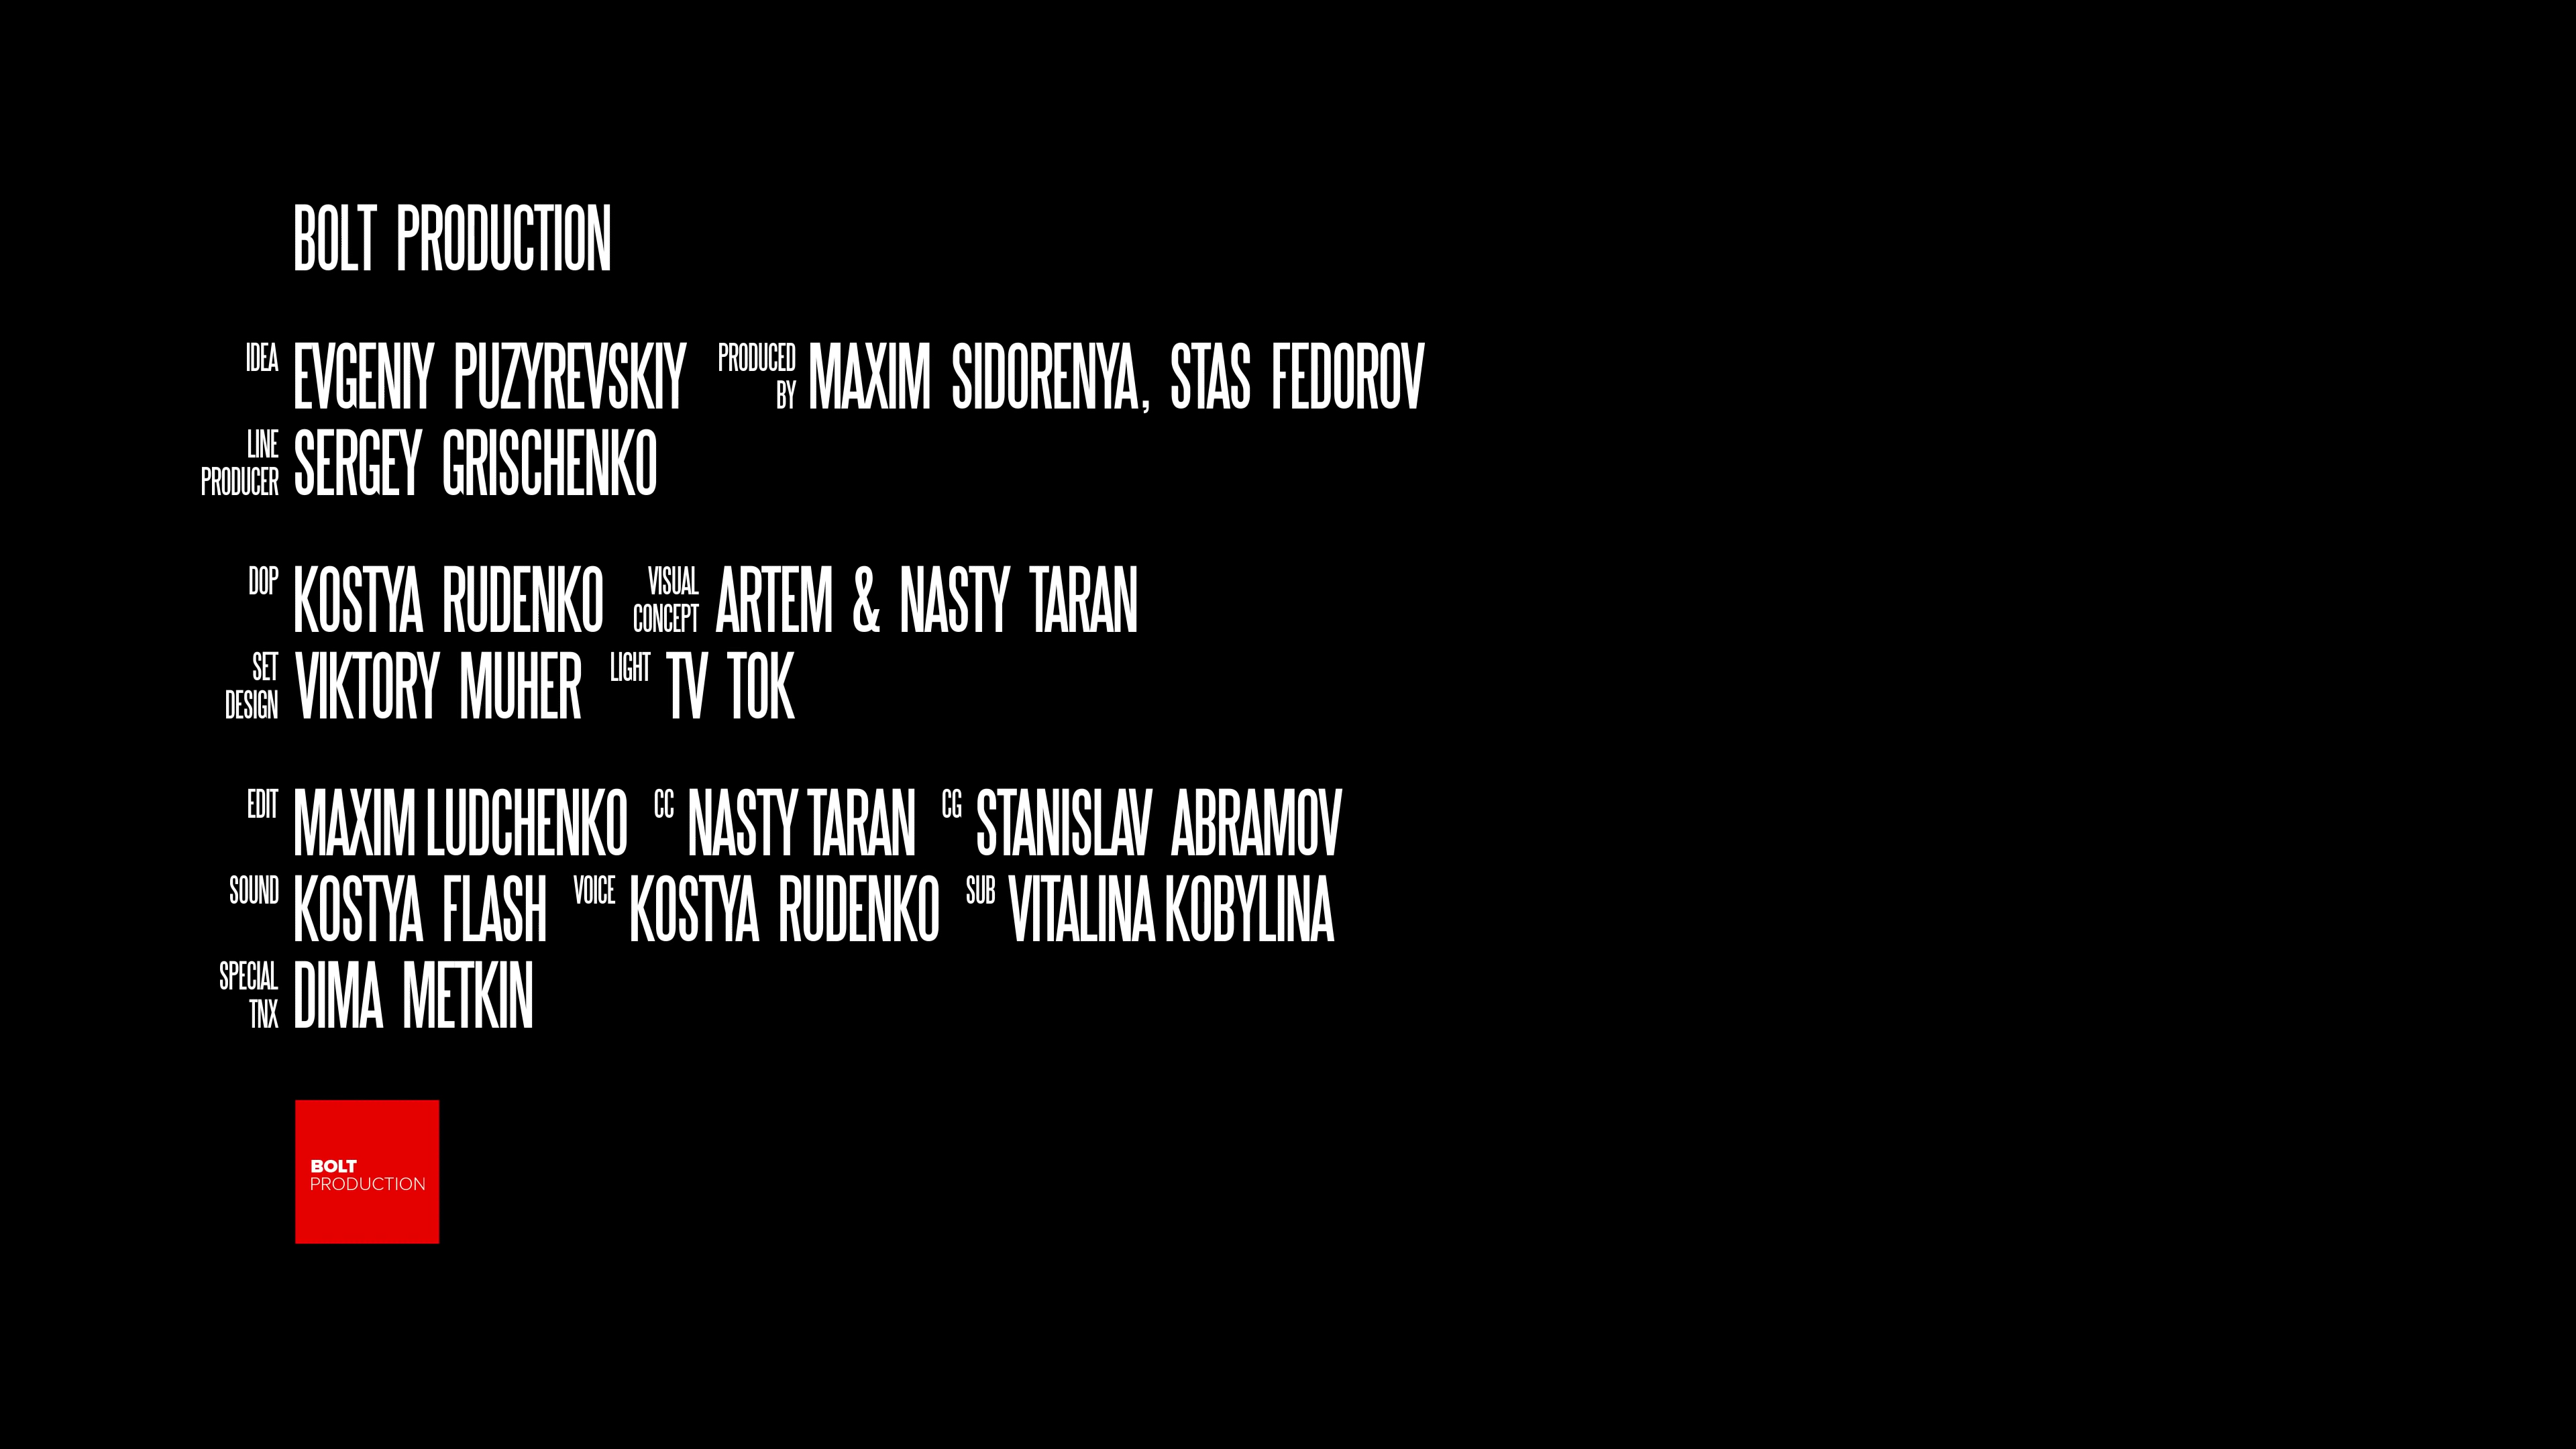 BOLT PRODUCTION
IDEA EVGENIY PUZYREVSKIY PRODUCED BY MAXIM SIDORENYA, STAS FEDOROV
LINE PRODUCER SERGEY GRISCHENKO
DOP KOSTYA RUDENKO VISUAL CONCEPT ARTEM & NASTY TARAN
SET DESIGN VIKTORY MUHER LIGHT TV TOK
EDIT MAXIM LUDCHENKO CC NASTY TARAN CG STANISLAV ABRAMOV
SOUND KOSTYA FLASH VOICE KOSTYA RUDENKO SUB VITALINA KOBYLINA
SPECIAL TNX DIMA METKIN
BOLT
PRODUCTION